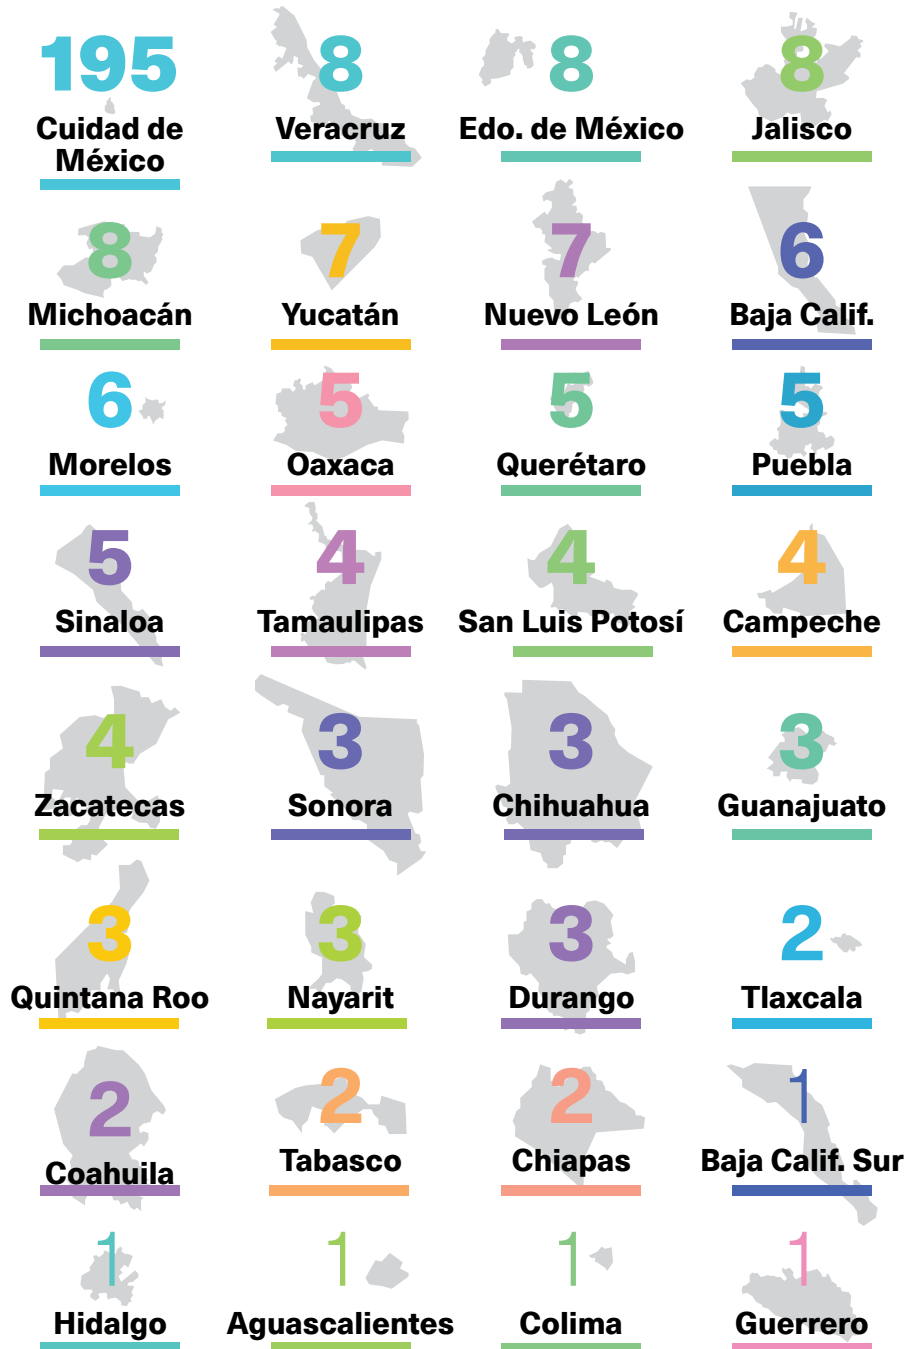 195
Cuidad de
México
8
Veracruz
8
Edo. de México
8
Jalisco
8
Michoacán
7
Yucatán
7
Nuevo León
6
Baja Calif.
6
Morelos
5
Oaxaca
5
Querétaro
5
Puebla
5
Sinaloa
4
Tamaulipas
4
San Luis Potosí
4
Campeche
4
Zacatecas
3
Sonora
3
Chihuahua
3
Guanajuato
3
Quintana Roo
3
Nayarit
3
Durango
2
Tlaxcala
2
Coahuila
2
Tabasco
2
Chiapas
1
Baja Calif. Sur
1
Hidalgo
1
Aguascalientes
1
Colima
1
Guerrero